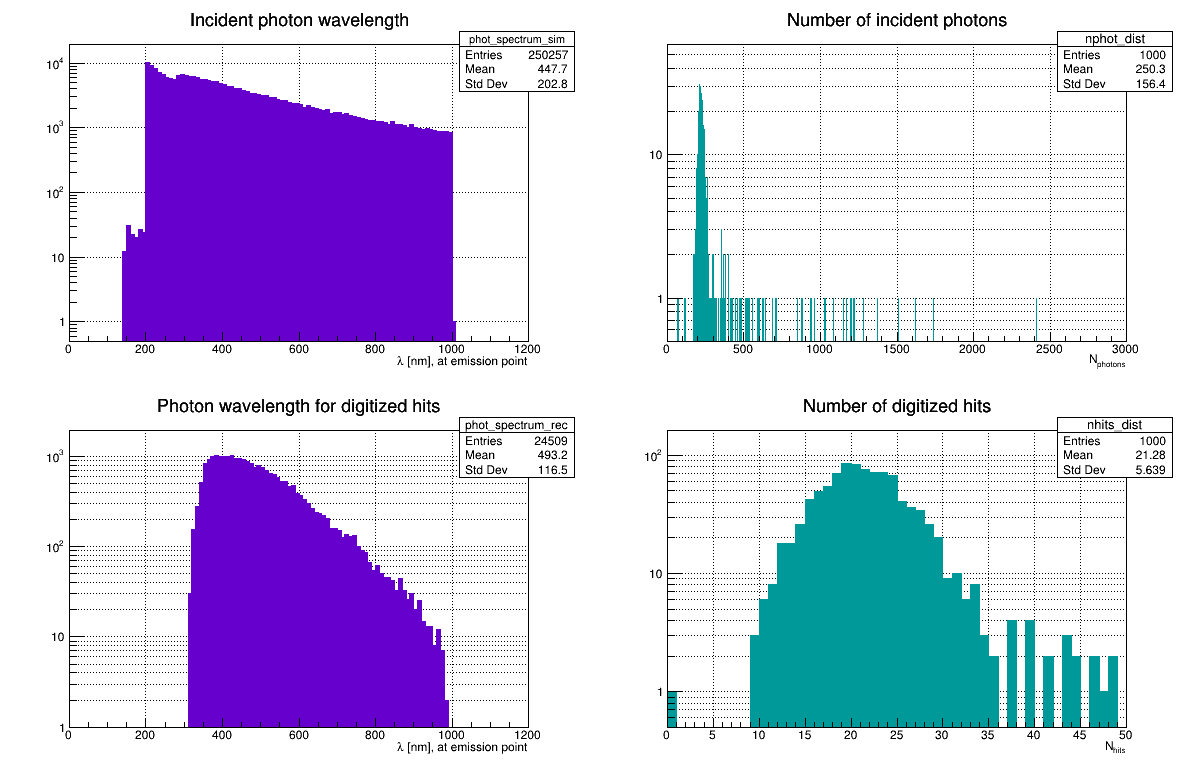 Incident photon wavelength
phot_spectrum_sim
Entries 250257
Mean 447.7
Std Dev 202.8
10^4
10^3
10^2
10
1
0 200 400 600 800 1000 1200
λ [nm], at emission point
Number of incident photons
nphot_dist
Entries 1000
Mean 250.3
Std Dev 156.4
10
1
0 500 1000 1500 2000 2500 3000
N_photons
Photon wavelength for digitized hits
phot_spectrum_rec
Entries 24509
Mean 493.2
Std Dev 116.5
10^3
10^2
10
1
0 200 400 600 800 1000 1200
λ [nm], at emission point
Number of digitized hits
nhits_dist
Entries 1000
Mean 21.28
Std Dev 5.639
10^2
10
1
0 5 10 15 20 25 30 35 40 45 50
N_hits